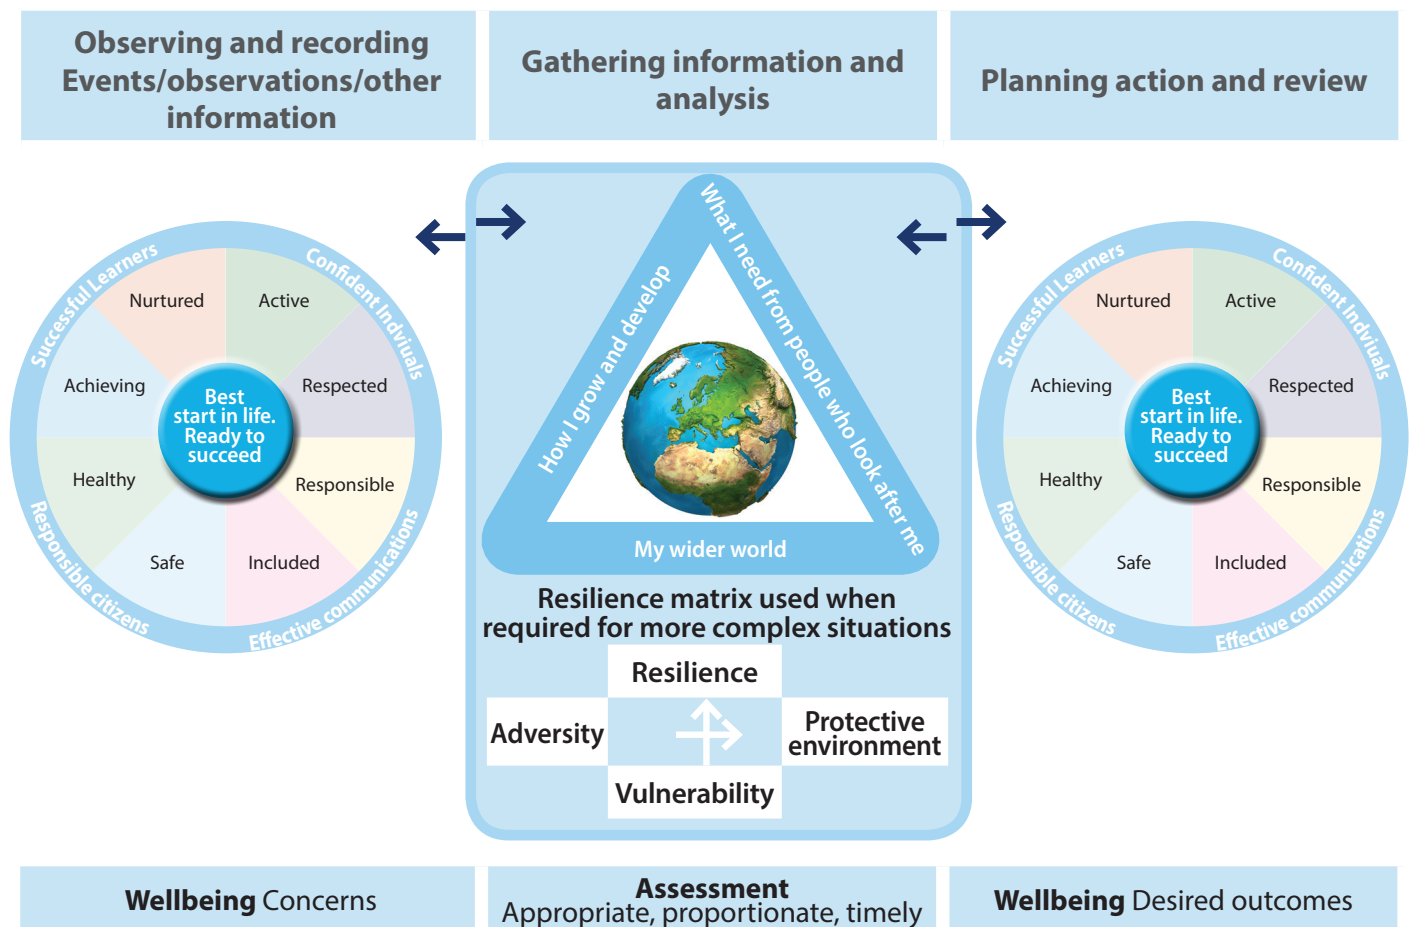 Observing and recording
Events/observations/other
information
Gathering information and
analysis
Planning action and review
Successful Learners
Confident Indviuals
Responsible citizens
Effective communications
Nurtured
Active
Achieving
Respected
Healthy
Responsible
Safe
Included
Best
start in life.
Ready to
succeed
How I grow and develop
What I need from people who look after me
My wider world
Resilience matrix used when
required for more complex situations
Resilience
Adversity
Protective
environment
Vulnerability
Successful Learners
Confident Indviuals
Responsible citizens
Effective communications
Nurtured
Active
Achieving
Respected
Healthy
Responsible
Safe
Included
Best
start in life.
Ready to
succeed
Wellbeing Concerns
Assessment
Appropriate, proportionate, timely
Wellbeing Desired outcomes